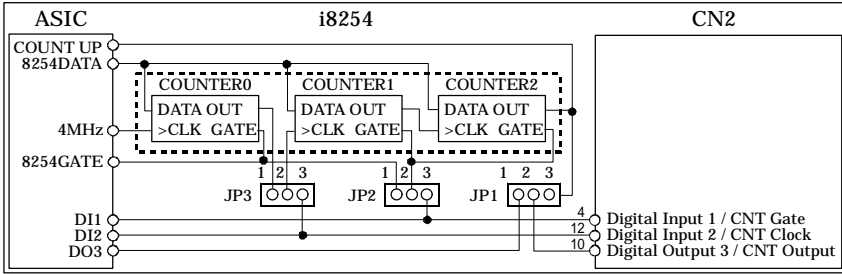 ASIC i8254 CN2
COUNT UP
8254DATA
COUNTER0 COUNTER1 COUNTER2
DATA OUT DATA OUT DATA OUT
4MHz >CLK GATE >CLK GATE >CLK GATE
8254GATE
1 2 3 1 2 3 1 2 3
JP3 JP2 JP1
DI1 4 Digital Input 1 / CNT Gate
DI2 12 Digital Input 2 / CNT Clock
DO3 10 Digital Output 3 / CNT Output